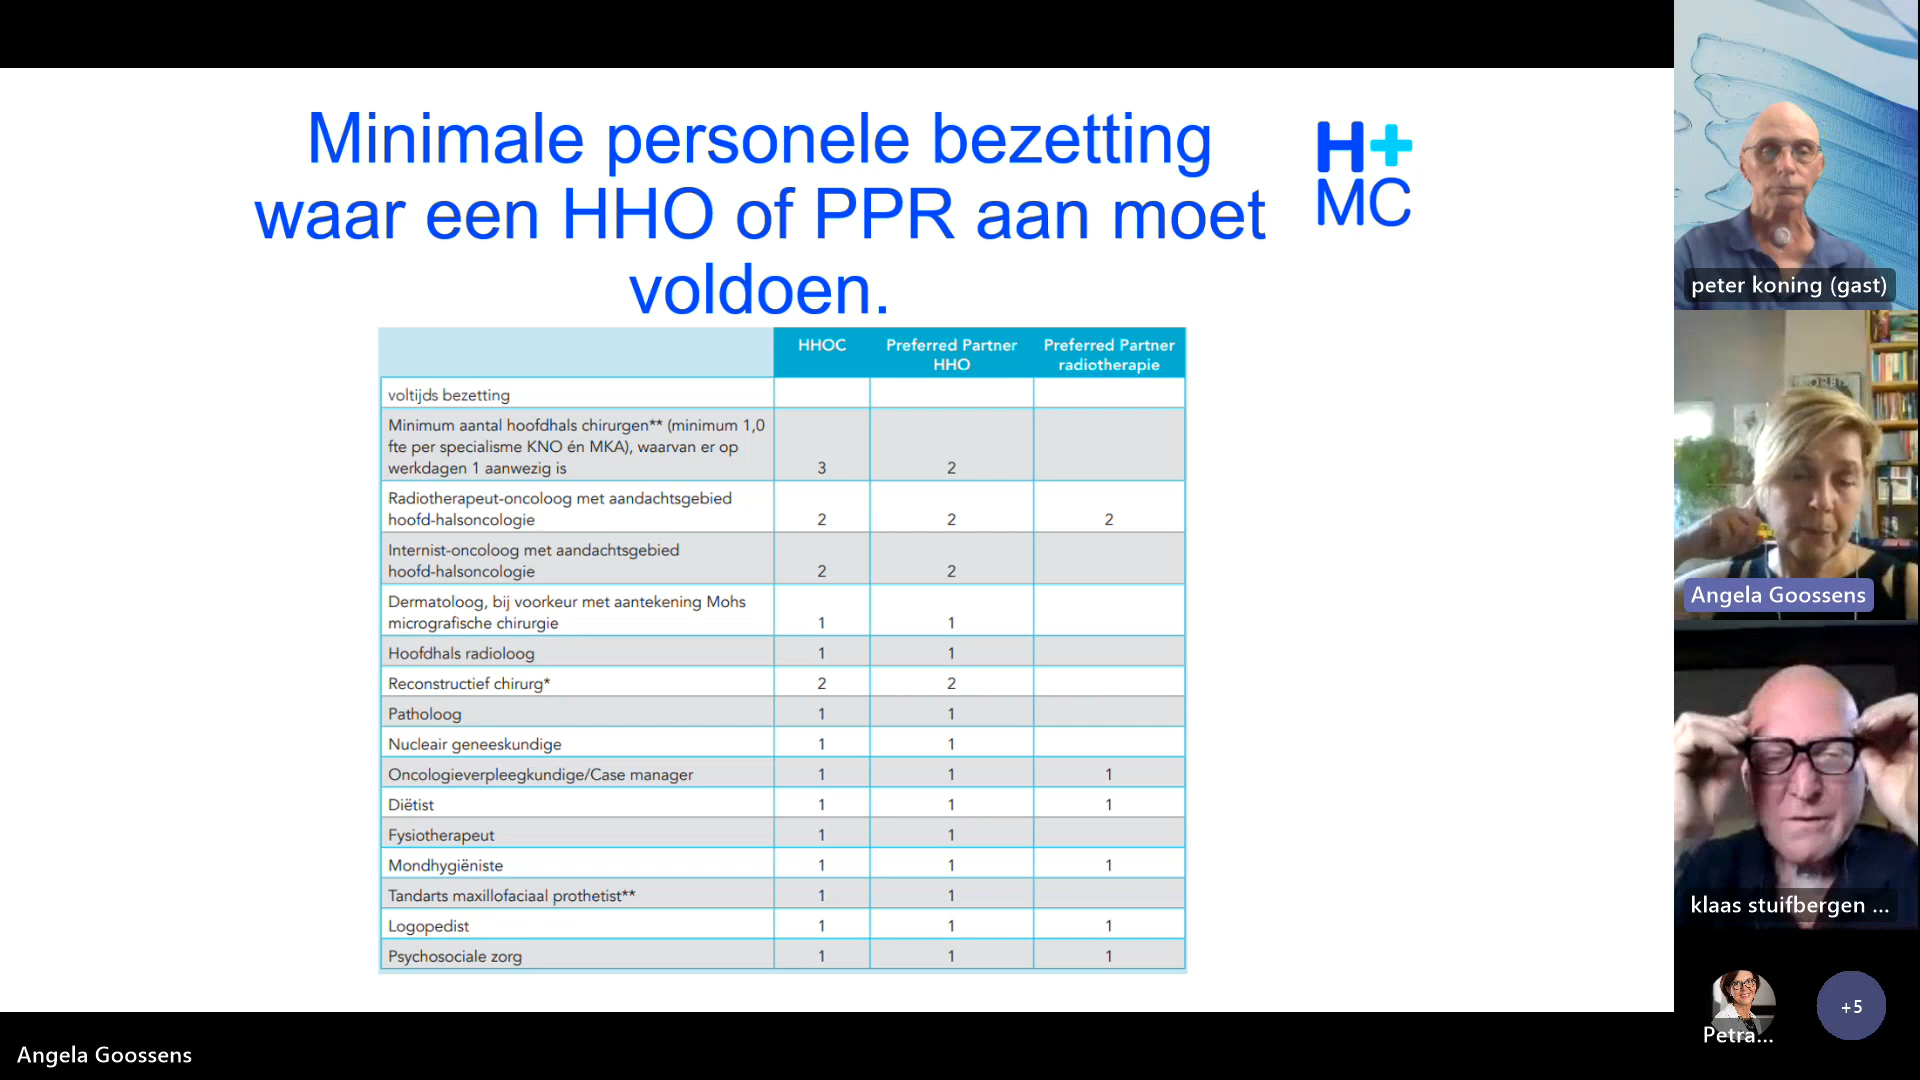 Minimale personele bezetting
waar een HHO of PPR aan moet
voldoen.
H+
MC
HHOC
Preferred Partner
HHO
Preferred Partner
radiotherapie
voltijds bezetting
Minimum aantal hoofdhals chirurgen** (minimum 1,0
fte per specialisme KNO én MKA), waarvan er op
werkdagen 1 aanwezig is 3 2
Radiotherapeut-oncoloog met aandachtsgebied
hoofd-halsoncologie 2 2 2
Internist-oncoloog met aandachtsgebied
hoofd-halsoncologie 2 2
Dermatoloog, bij voorkeur met aantekening Mohs
micrografische chirurgie 1 1
Hoofdhals radioloog 1 1
Reconstructief chirurg* 2 2
Patholoog 1 1
Nucleair geneeskundige 1 1
Oncologieverpleegkundige/Case manager 1 1 1
Diëtist 1 1 1
Fysiotherapeut 1 1
Mondhygiëniste 1 1 1
Tandarts maxillofaciaal prothetist** 1 1
Logopedist 1 1 1
Psychosociale zorg 1 1 1
peter koning (gast)
Angela Goossens
klaas stuifbergen ...
Petra...
+5
Angela Goossens